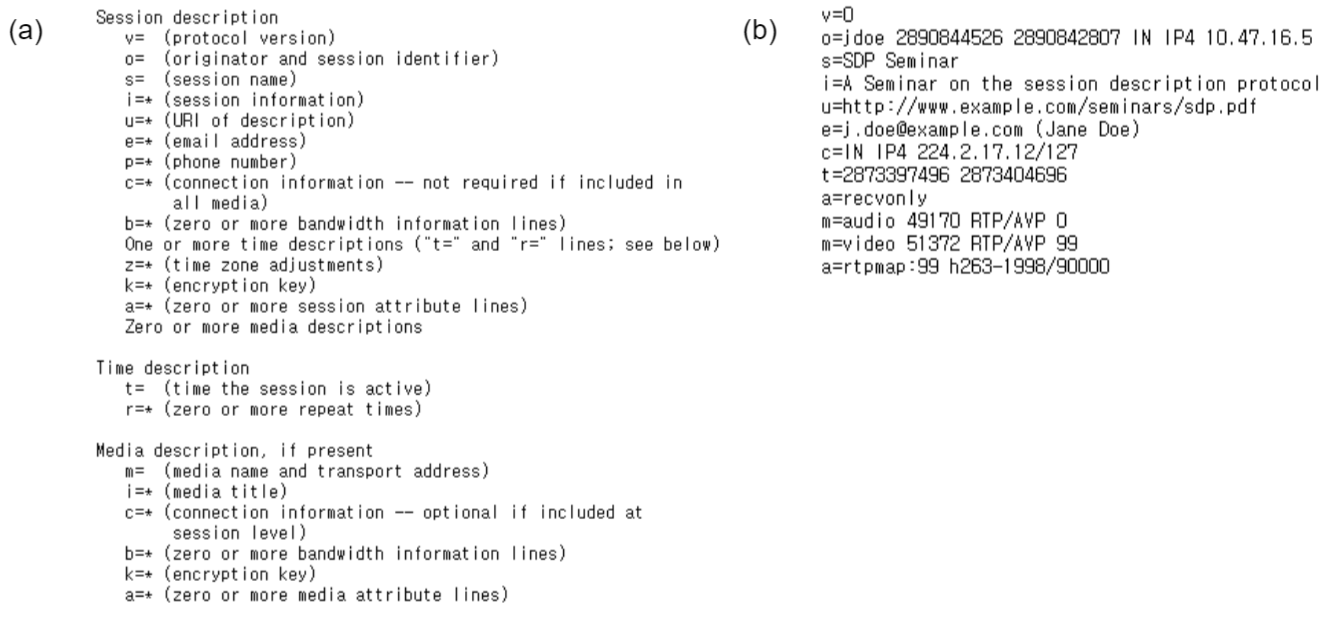 (a)
Session description
v= (protocol version)
o= (originator and session identifier)
s= (session name)
i=* (session information)
u=* (URI of description)
e=* (email address)
p=* (phone number)
c=* (connection information -- not required if included in
all media)
b=* (zero or more bandwidth information lines)
One or more time descriptions ("t=" and "r=" lines; see below)
z=* (time zone adjustments)
k=* (encryption key)
a=* (zero or more session attribute lines)
Zero or more media descriptions
Time description
t= (time the session is active)
r=* (zero or more repeat times)
Media description, if present
m= (media name and transport address)
i=* (media title)
c=* (connection information -- optional if included at
session level)
b=* (zero or more bandwidth information lines)
k=* (encryption key)
a=* (zero or more media attribute lines)
(b)
v=0
o=jdoe 2890844526 2890842807 IN IP4 10.47.16.5
s=SDP Seminar
i=A Seminar on the session description protocol
u=http://www.example.com/seminars/sdp.pdf
e=j.doe@example.com (Jane Doe)
c=IN IP4 224.2.17.12/127
t=2873397496 2873404696
a=recvonly
m=audio 49170 RTP/AVP 0
m=video 51372 RTP/AVP 99
a=rtpmap:99 h263-1998/90000